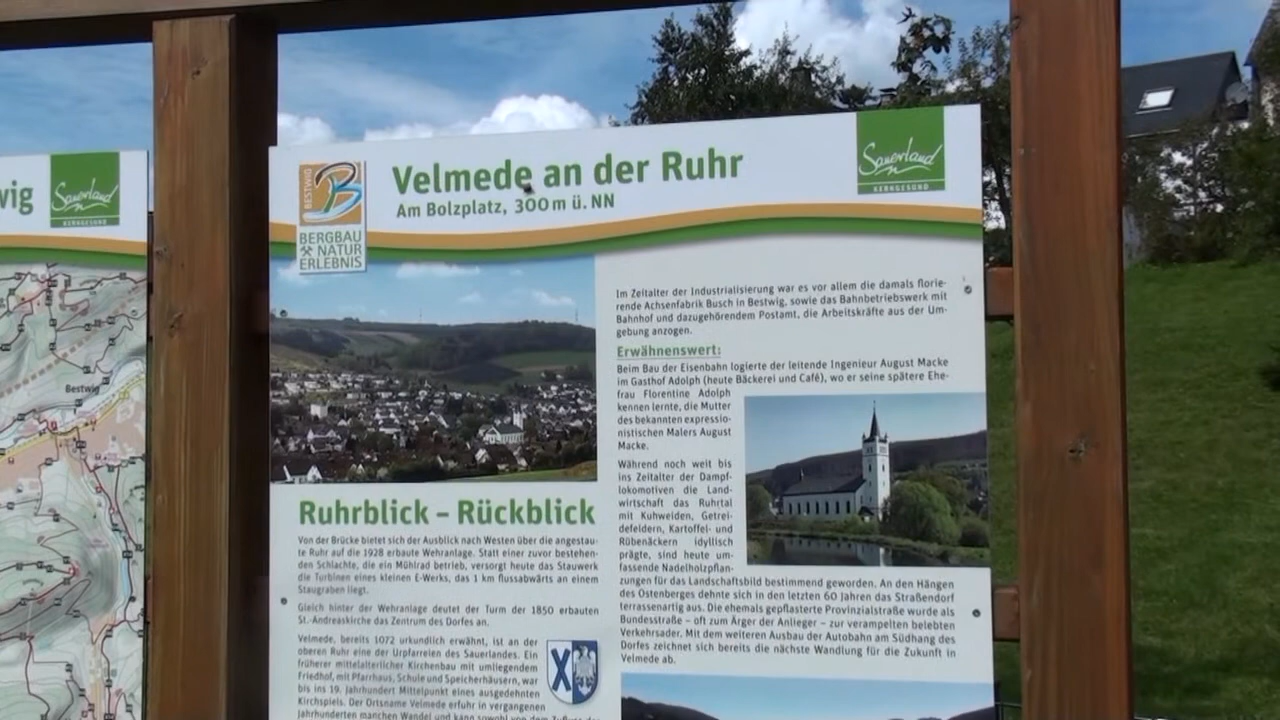 wig
Sauerland
KERNGESUND
Bestwig
BESTWIG
BERGBAU
NATUR
ERLEBNIS
Velmede an der Ruhr
Am Bolzplatz, 300m ü. NN
Sauerland
KERNGESUND
Ruhrblick – Rückblick
Von der Brücke bietet sich der Ausblick nach Westen über die angestau-
te Ruhr auf die 1928 erbaute Wehranlage. Statt einer zuvor bestehen-
den Schlachte, die ein Mühlrad betrieb, versorgt heute das Stauwerk
die Turbinen eines kleinen E-Werks, das 1 km flussabwärts an einem
Staugraben liegt.
Gleich hinter der Wehranlage deutet der Turm der 1850 erbauten
St.-Andreaskirche das Zentrum des Dorfes an.
Velmede, bereits 1072 urkundlich erwähnt, ist an der
oberen Ruhr eine der Urpfarreien des Sauerlandes. Ein
früherer mittelalterlicher Kirchenbau mit umliegendem
Friedhof, mit Pfarrhaus, Schule und Speicherhäusern, war
bis ins 19. Jahrhundert Mittelpunkt eines ausgedehnten
Kirchspiels. Der Ortsname Velmede erfuhr in vergangenen
Jahrhunderten manchen Wandel und kann sowohl von dem Zufluss der
Im Zeitalter der Industrialisierung war es vor allem die damals florie-
rende Achsenfabrik Busch in Bestwig, sowie das Bahnbetriebswerk mit
Bahnhof und dazugehörendem Postamt, die Arbeitskräfte aus der Um-
gebung anzogen.
Erwähnenswert:
Beim Bau der Eisenbahn logierte der leitende Ingenieur August Macke
im Gasthof Adolph (heute Bäckerei und Café), wo er seine spätere Ehe-
frau Florentine Adolph
kennen lernte, die Mutter
des bekannten expressio-
nistischen Malers August
Macke.
Während noch weit bis
ins Zeitalter der Dampf-
lokomotiven die Land-
wirtschaft das Ruhrtal
mit Kuhweiden, Getrei-
defeldern, Kartoffel- und
Rübenäckern idyllisch
prägte, sind heute um-
fassende Nadelholzpflan-
zungen für das Landschaftsbild bestimmend geworden. An den Hängen
des Ostenberges dehnte sich in den letzten 60 Jahren das Straßendorf
terrassenartig aus. Die ehemals gepflasterte Provinzialstraße wurde als
Bundesstraße – oft zum Ärger der Anlieger – zur verampelten belebten
Verkehrsader. Mit dem weiteren Ausbau der Autobahn am Südhang des
Dorfes zeichnet sich bereits die nächste Wandlung für die Zukunft in
Velmede ab.